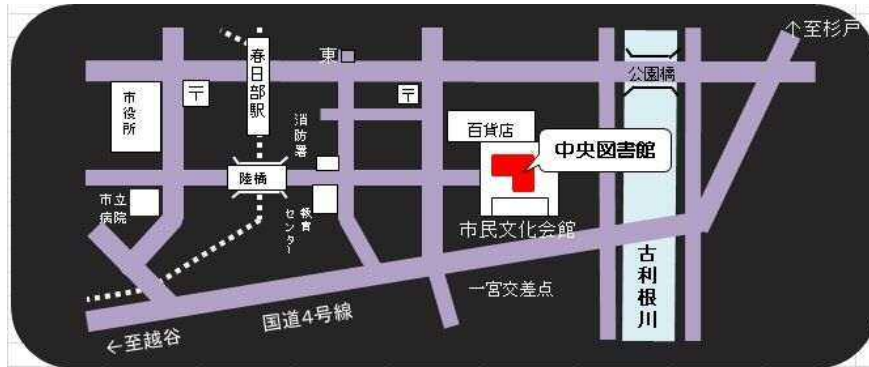 ↑至杉戸
春日部駅
東
公園橋
〒
〒
市役所
消防署
百貨店
中央図書館
陸橋
市立
病院
教育
センター
市民文化会館
古利根川
一宮交差点
国道4号線
←至越谷